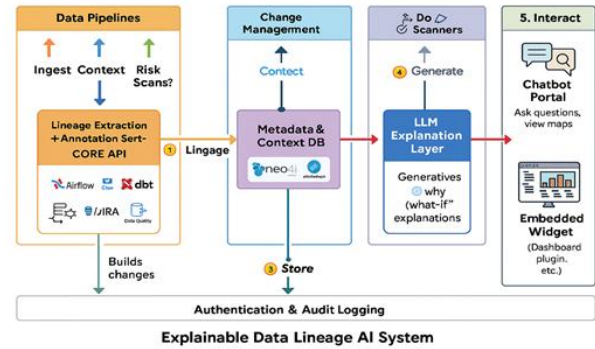 Data Pipelines
Ingest
Context
Risk
Scans?
Lineage Extraction
+ Annotation Sert-
CORE API
Airflow
dbt
JIRA
Data Quality
Builds
changes
1
Lingage
Change
Management
Contect
Metadata &
Context DB
neo4j
3 Store
Do
Scanners
4 Generate
LLM
Explanation
Layer
Generatives
why
(what-if”
explanations
5. Interact
Chatbot
Portal
Ask questions,
view maps
Embedded
Widget
(Dashboard
plugin. etc.)
Authentication & Audit Logging
Explainable Data Lineage AI System